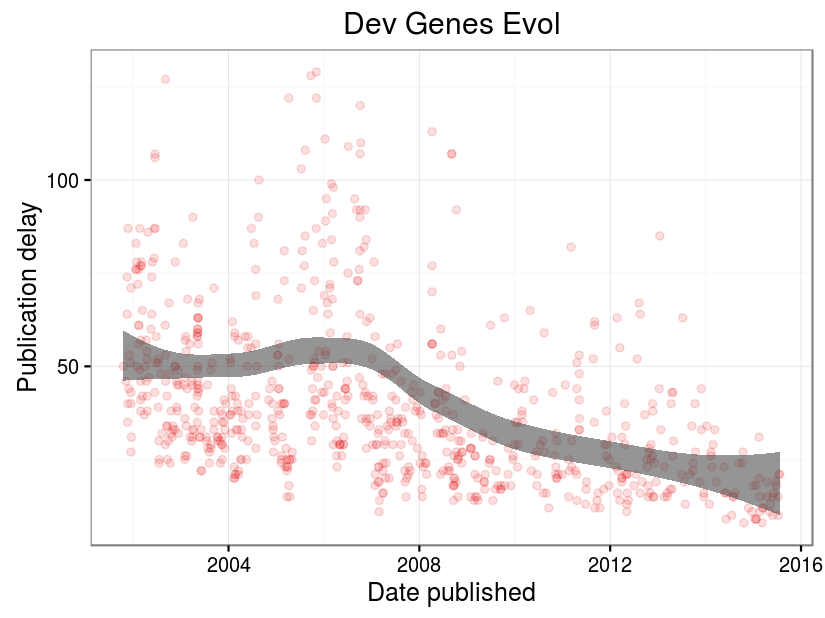 Dev Genes Evol
Publication delay
100
50
2004
2008
2012
2016
Date published